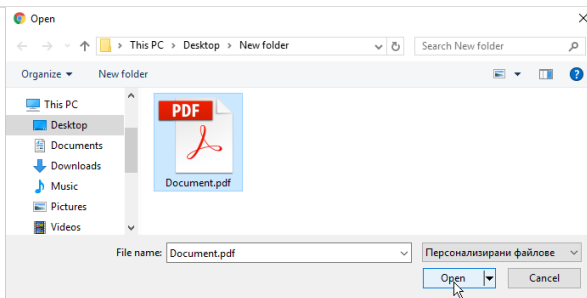 Open
This PC > Desktop > New folder
Search New folder
Organize
New folder
This PC
Desktop
Documents
Downloads
Music
Pictures
Videos
PDF
Document.pdf
File name: Document.pdf
Персонализирани файлове
Open
Cancel